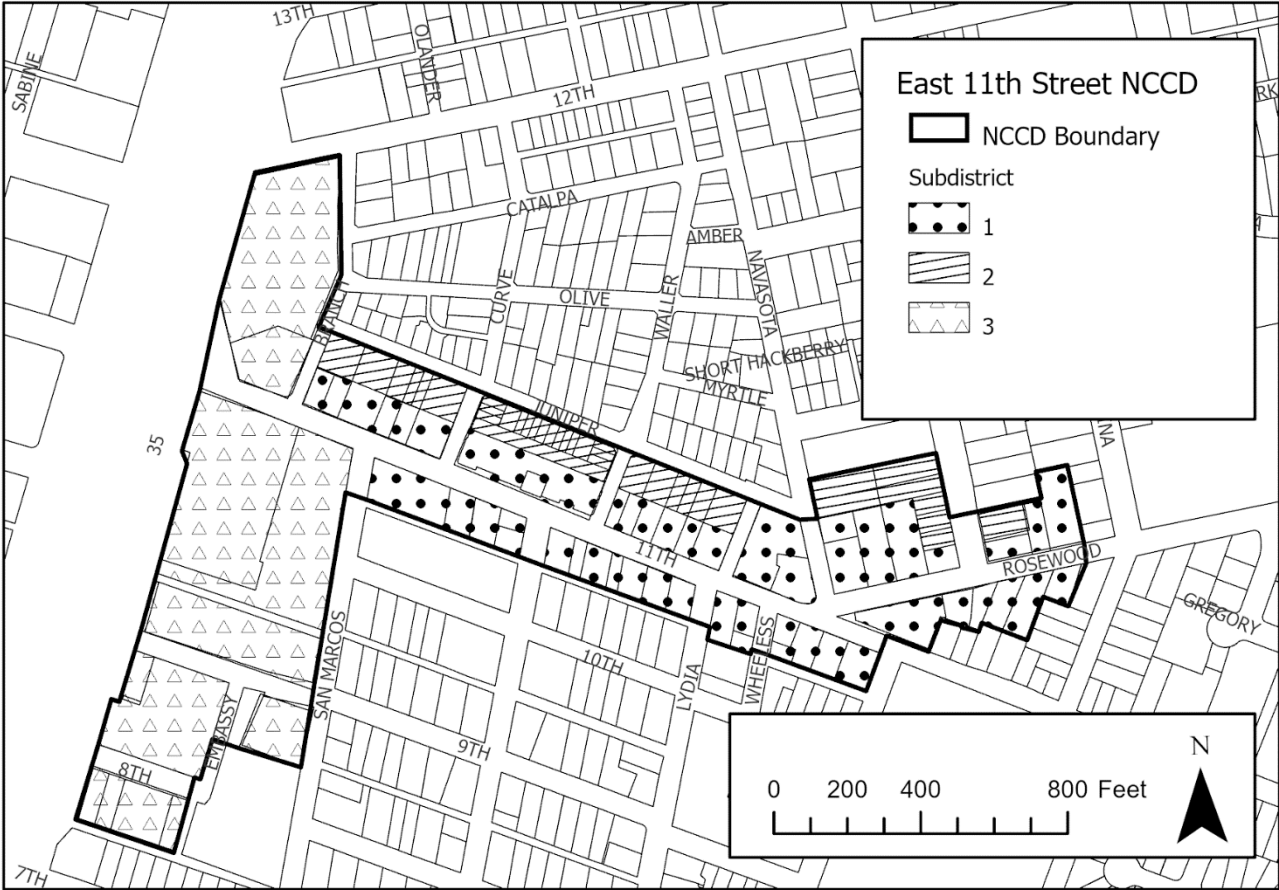 13TH
OLANDER
SABINE
12TH
East 11th Street NCCD
NCCD Boundary
Subdistrict
1
2
3
CATALPA
AMBER
NAVASOTA
CURVE
OLIVE
WALLER
BRANCH
SHORT HACKBERRY
MYRTLE
JUNIPER
35
11TH
ROSEWOOD
GREGORY
SAN MARCOS
10TH
LYDIA
WHEELESS
EMBASSY
9TH
8TH
7TH
0 200 400 800 Feet
N